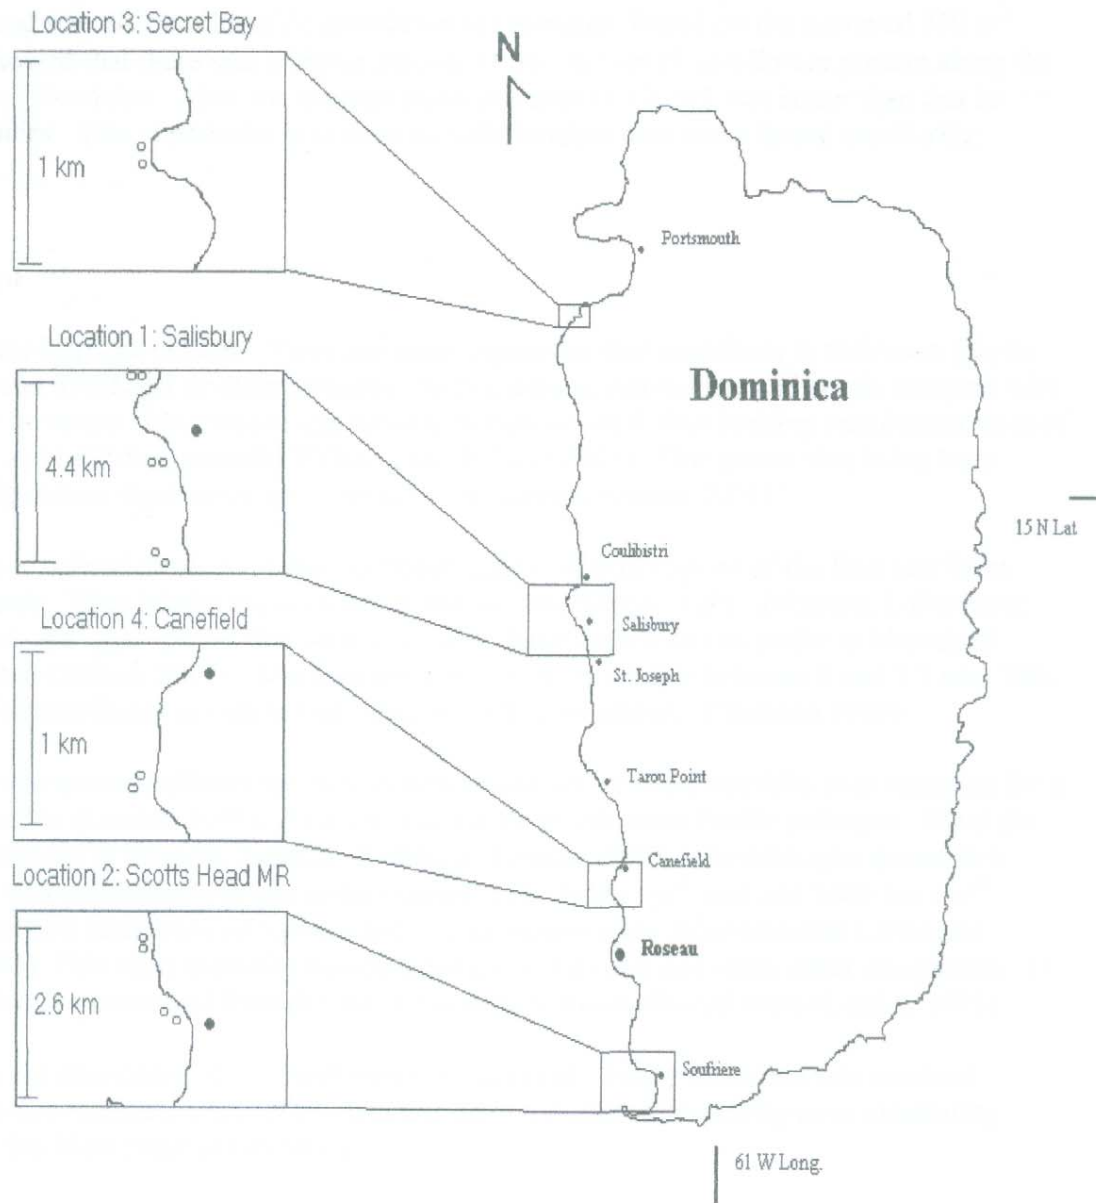 Location 3: Secret Bay
N
1 km
Portsmouth
Location 1: Salisbury
Dominica
4.4 km
15 N Lat
Coulibistri
Salisbury
Location 4: Canefield
St. Joseph
1 km
Tarou Point
Canefield
Location 2: Scotts Head MR
Roseau
2.6 km
Soufriere
61 W Long.